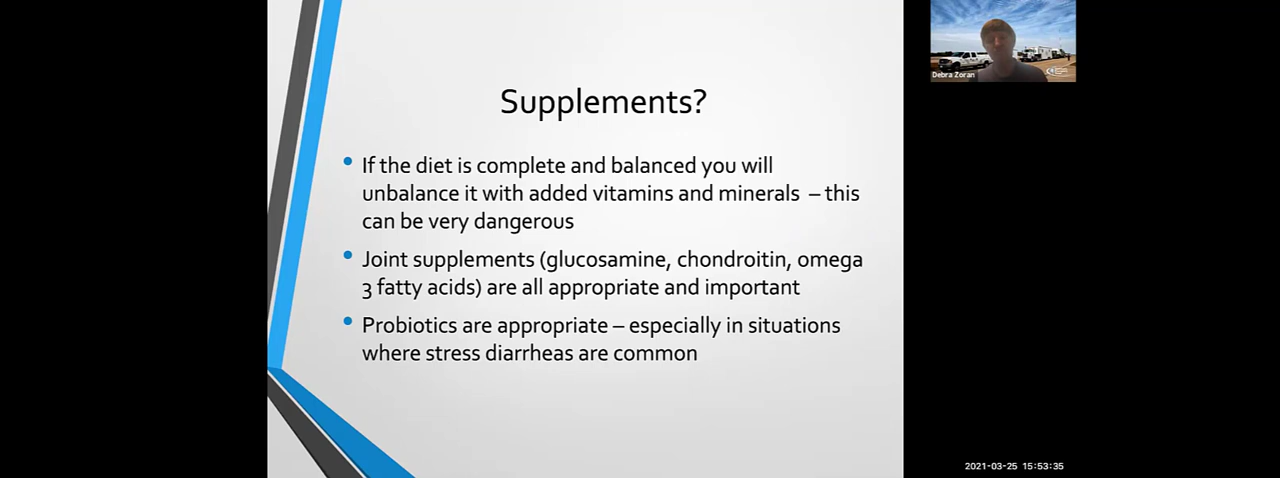 Supplements?
If the diet is complete and balanced you will
unbalance it with added vitamins and minerals – this
can be very dangerous
Joint supplements (glucosamine, chondroitin, omega
3 fatty acids) are all appropriate and important
Probiotics are appropriate – especially in situations
where stress diarrheas are common
Debra Zoran
2021-03-25 15:53:35